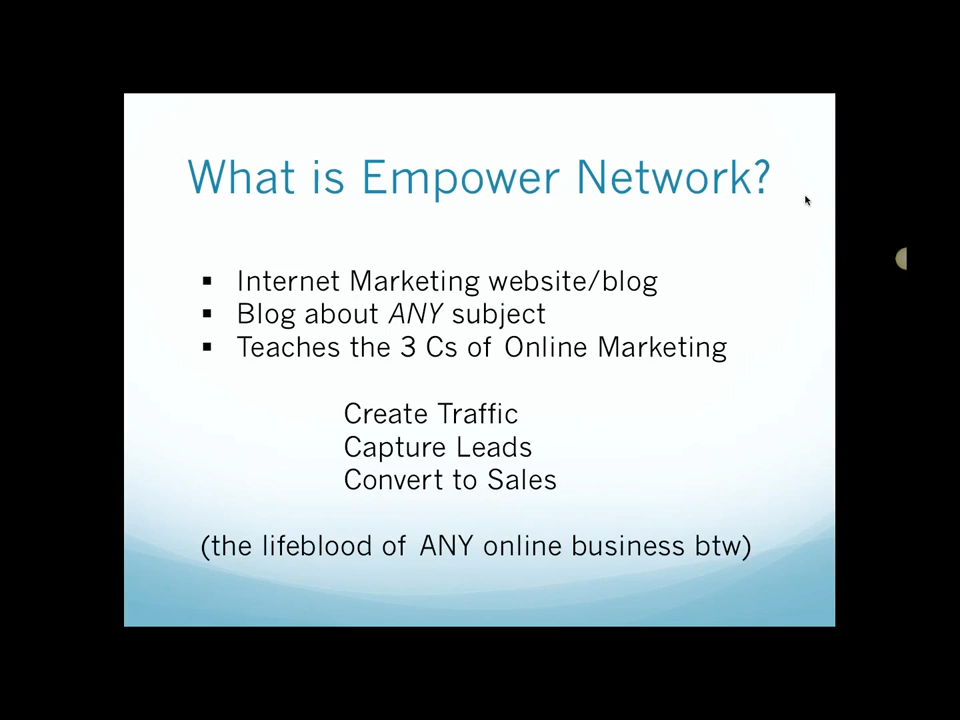 What is Empower Network?
▪ Internet Marketing website/blog
▪ Blog about ANY subject
▪ Teaches the 3 Cs of Online Marketing
Create Traffic
Capture Leads
Convert to Sales
(the lifeblood of ANY online business btw)